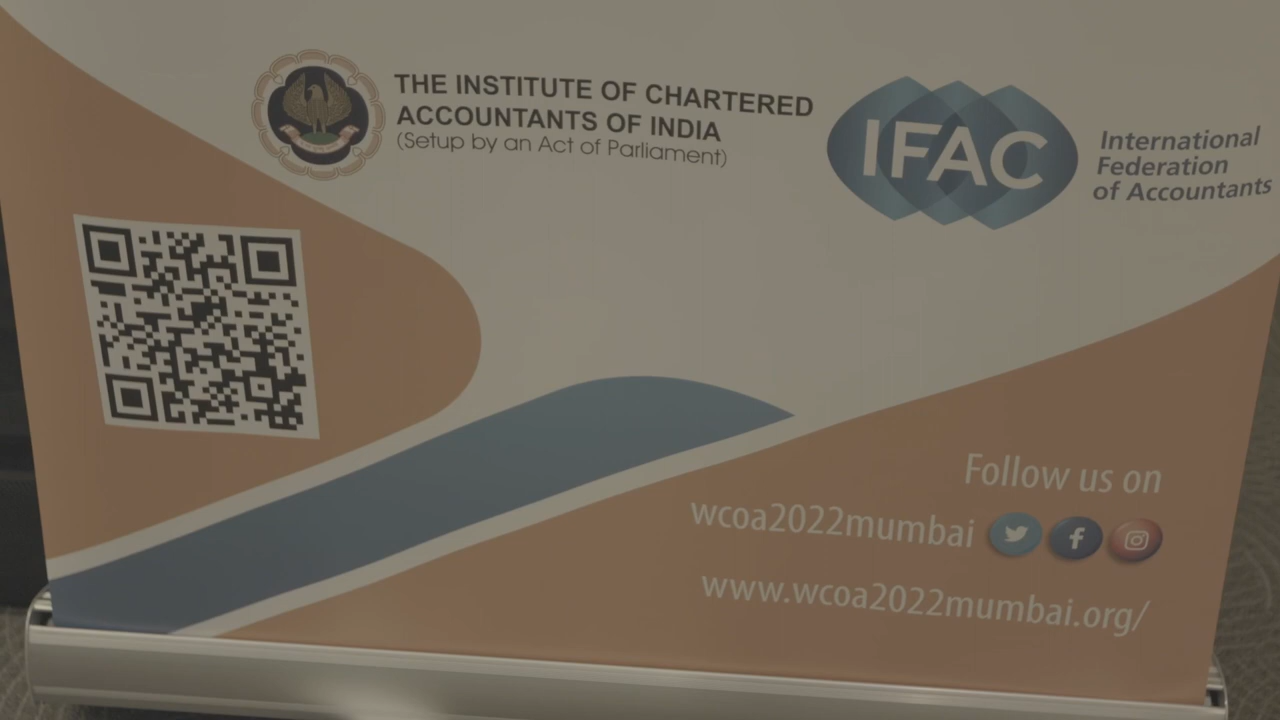 THE INSTITUTE OF CHARTERED
ACCOUNTANTS OF INDIA
(Setup by an Act of Parliament)
IFAC
International
Federation
of Accountants
Follow us on
wcoa2022mumbai
www.wcoa2022mumbai.org/